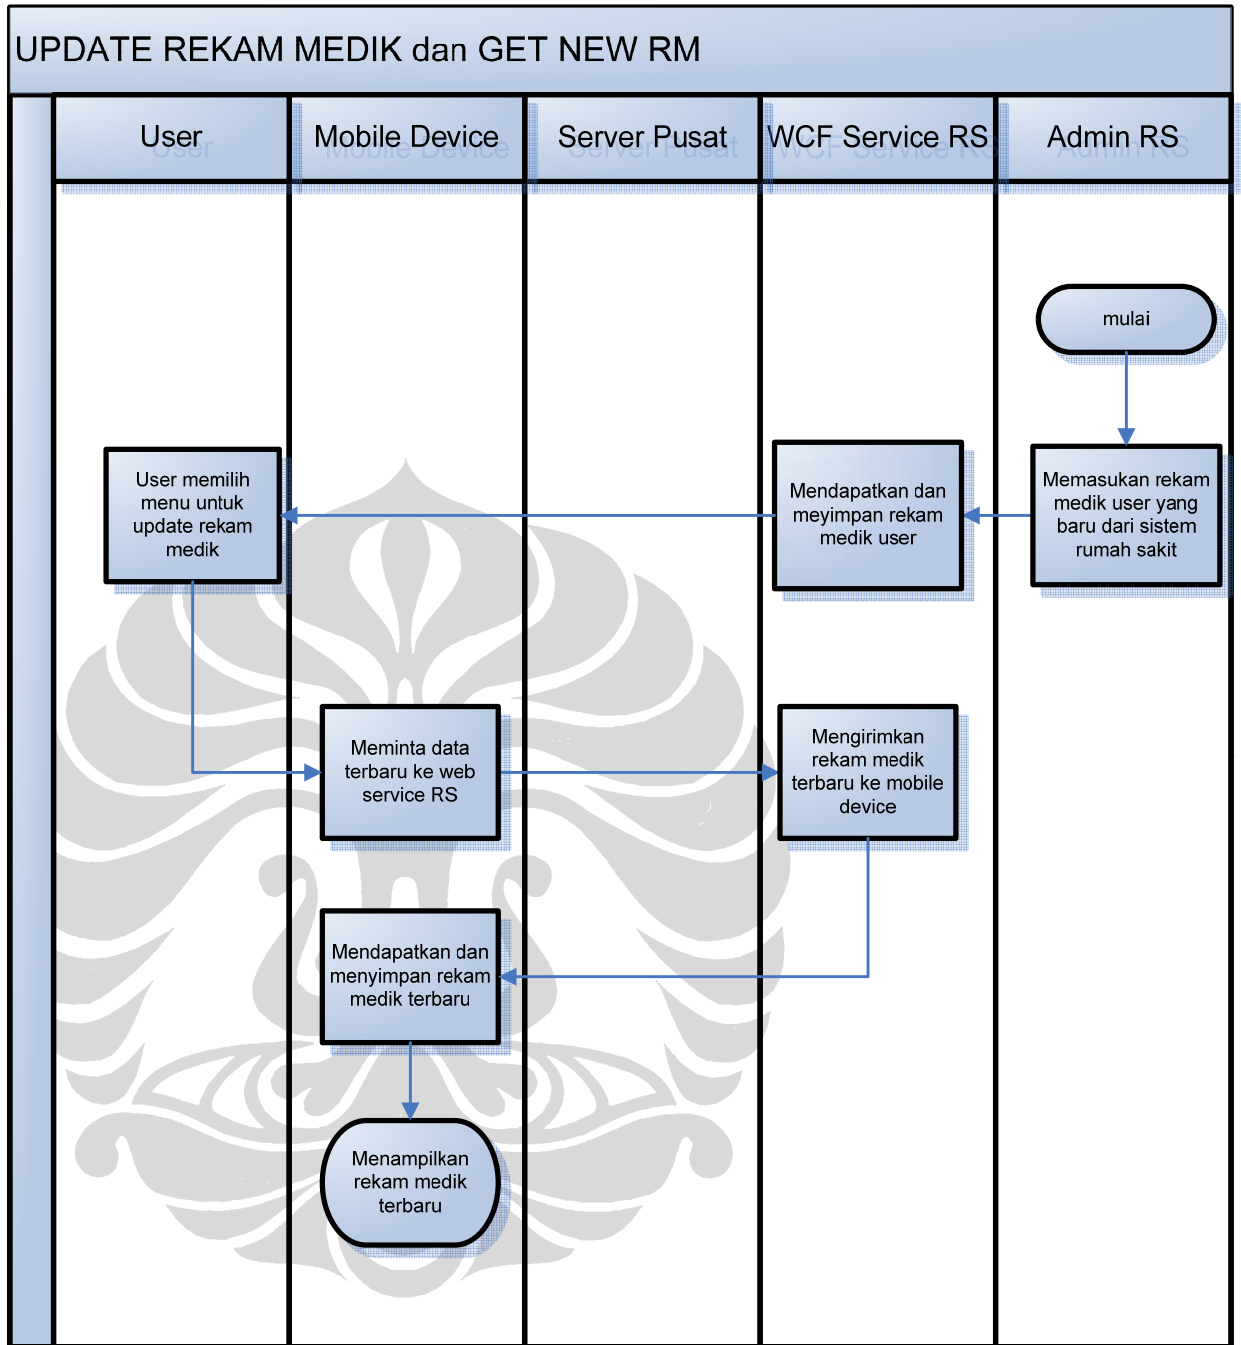 UPDATE REKAM MEDIK dan GET NEW RM
User
Mobile Device
Server Pusat
WCF Service RS
Admin RS
mulai
Memasukan rekam
medik user yang
baru dari sistem
rumah sakit
Mendapatkan dan
meyimpan rekam
medik user
User memilih
menu untuk
update rekam
medik
Meminta data
terbaru ke web
service RS
Mengirimkan
rekam medik
terbaru ke mobile
device
Mendapatkan dan
menyimpan rekam
medik terbaru
Menampilkan
rekam medik
terbaru